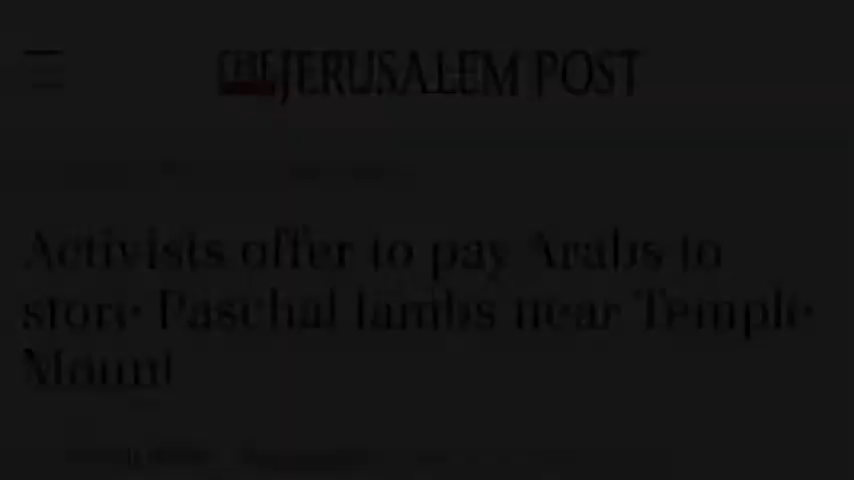 THE JERUSALEM POST
Activists offer to pay Arabs to
store Paschal lambs near Temple
Mount